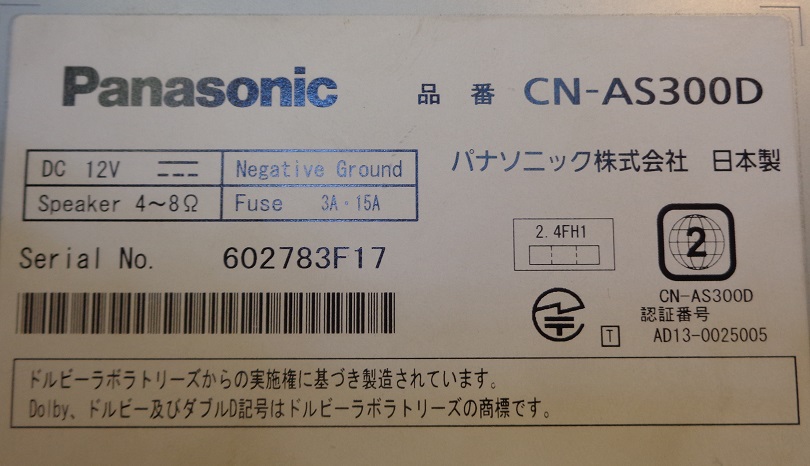 Panasonic 品番 CN-AS300D
DC 12V Negative Ground
パナソニック株式会社 日本製
Speaker 4～8Ω Fuse 3A・15A
2.4FH1
2
Serial No. 602783F17
CN-AS300D
認証番号
T AD13-0025005
ドルビーラボラトリーズからの実施権に基づき製造されています。
Dolby、ドルビー及びダブルD記号はドルビーラボラトリーズの商標です。